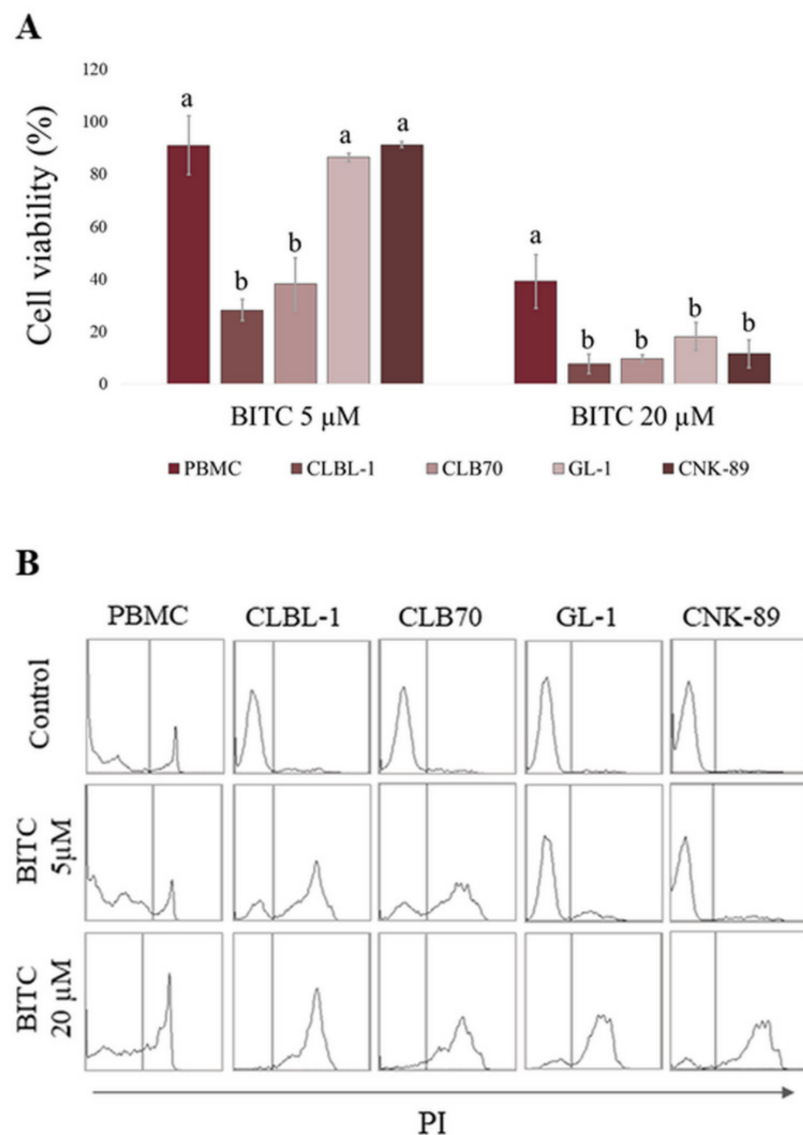 A
120
100
80
60
40
20
0
Cell viability (%)
a b b a a
a b b b b
BITC 5 µM BITC 20 µM
PBMC CLBL-1 CLB70 GL-1 CNK-89
B
PBMC CLBL-1 CLB70 GL-1 CNK-89
Control
BITC
5µM
BITC
20 µM
PI